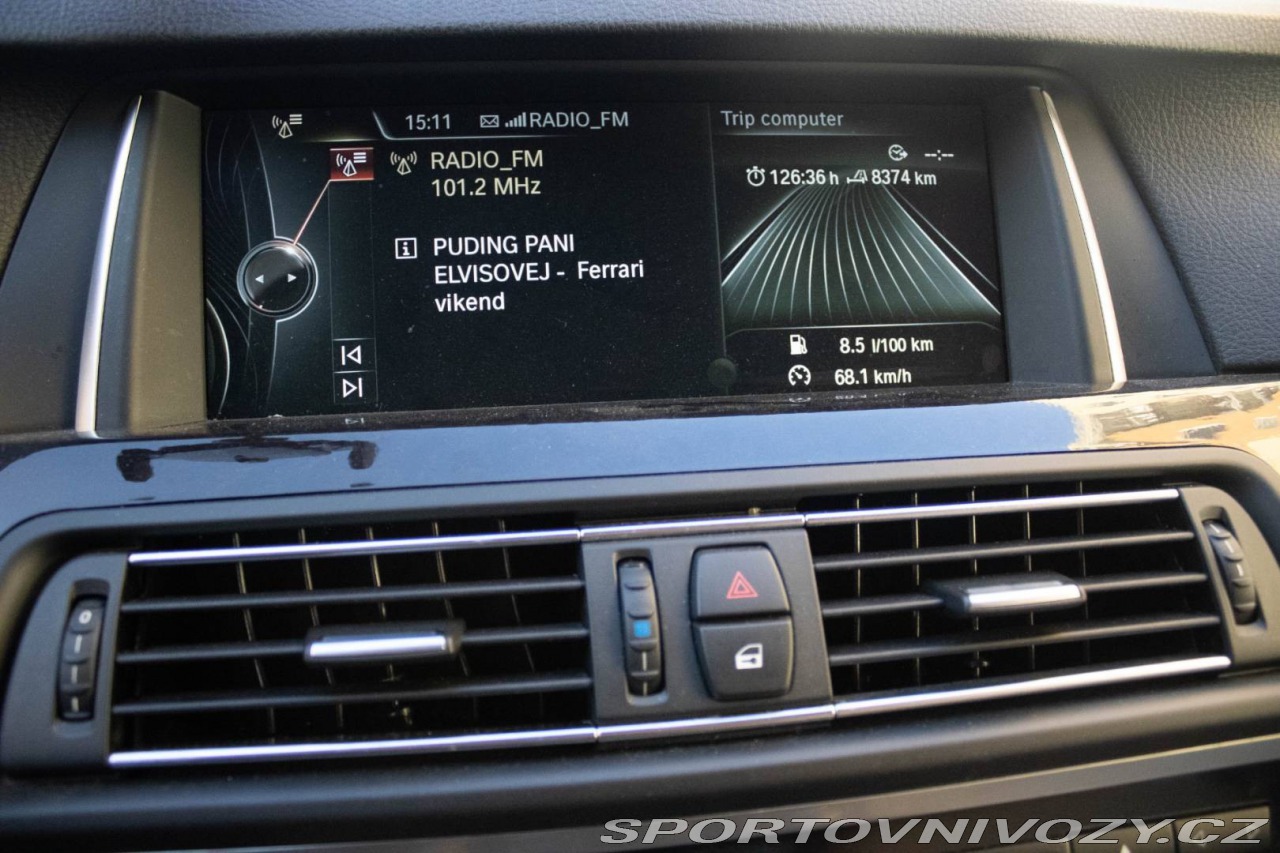 15:11 RADIO_FM
RADIO_FM
101.2 MHz
PUDING PANI
ELVISOVEJ - Ferrari
vikend
Trip computer
--:--
126:36 h 8374 km
8.5 l/100 km
68.1 km/h
0
SPORTOVNIVOZY.CZ